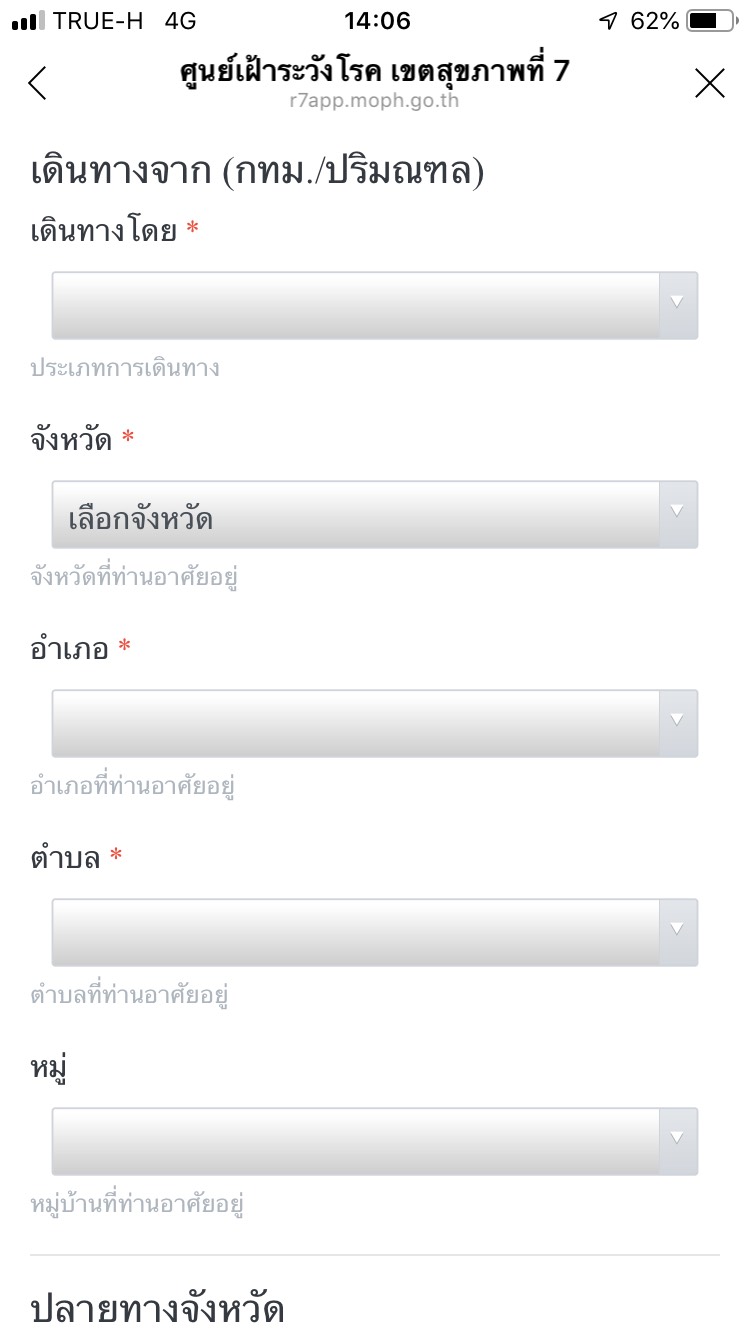 TRUE-H 4G 14:06 62%
ศูนย์เฝ้าระวังโรค เขตสุขภาพที่ 7
r7app.moph.go.th
เดินทางจาก (กทม./ปริมณฑล)
เดินทางโดย *
ประเภทการเดินทาง
จังหวัด *
เลือกจังหวัด
จังหวัดที่ท่านอาศัยอยู่
อำเภอ *
อำเภอที่ท่านอาศัยอยู่
ตำบล *
ตำบลที่ท่านอาศัยอยู่
หมู่
หมู่บ้านที่ท่านอาศัยอยู่
ปลายทางจังหวัด